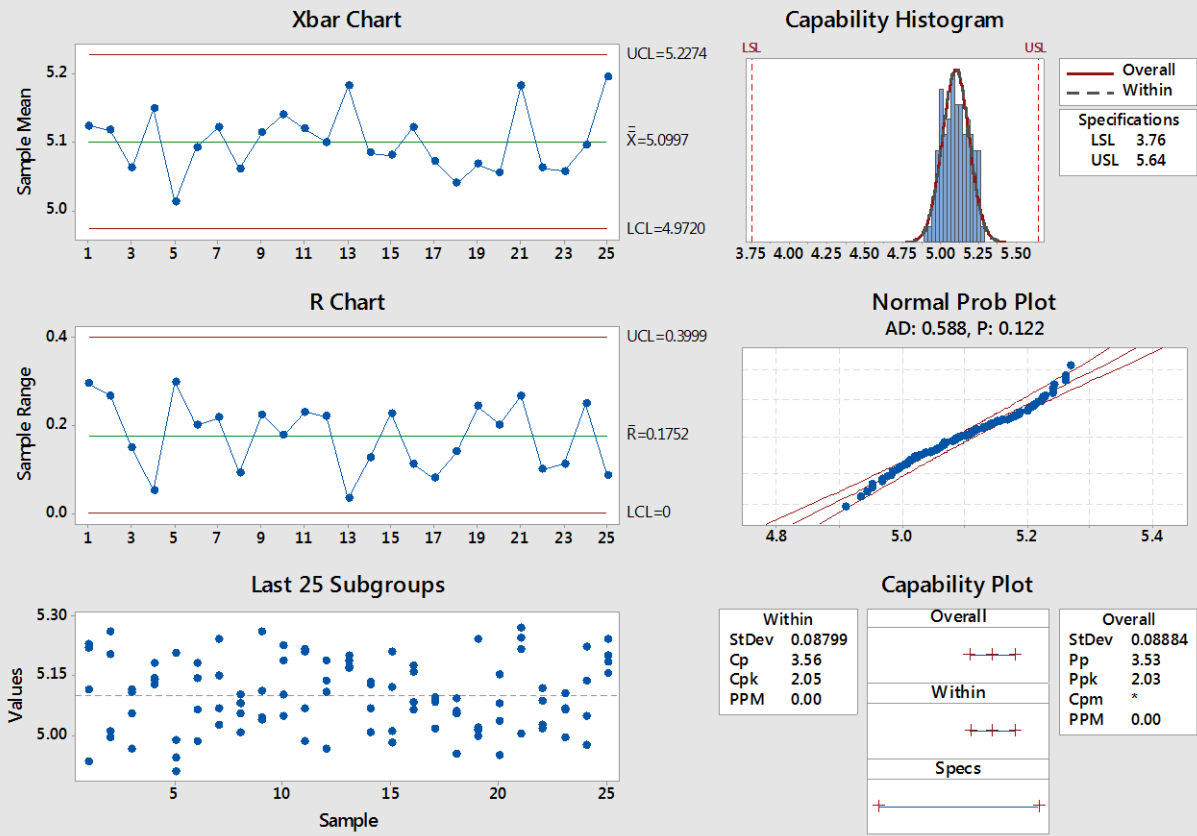 Xbar Chart
UCL=5.2274
5.2
5.1
5.0
Sample Mean
X̿=5.0997
LCL=4.9720
1 3 5 7 9 11 13 15 17 19 21 23 25
Capability Histogram
LSL USL
Overall
Within
Specifications
LSL 3.76
USL 5.64
3.75 4.00 4.25 4.50 4.75 5.00 5.25 5.50
R Chart
UCL=0.3999
0.4
0.2
0.0
Sample Range
R̅=0.1752
LCL=0
1 3 5 7 9 11 13 15 17 19 21 23 25
Normal Prob Plot
AD: 0.588, P: 0.122
4.8 5.0 5.2 5.4
Last 25 Subgroups
5.30
5.15
5.00
Values
5 10 15 20 25
Sample
Capability Plot
Within
StDev 0.08799
Cp 3.56
Cpk 2.05
PPM 0.00
Overall
Within
Specs
Overall
StDev 0.08884
Pp 3.53
Ppk 2.03
Cpm *
PPM 0.00